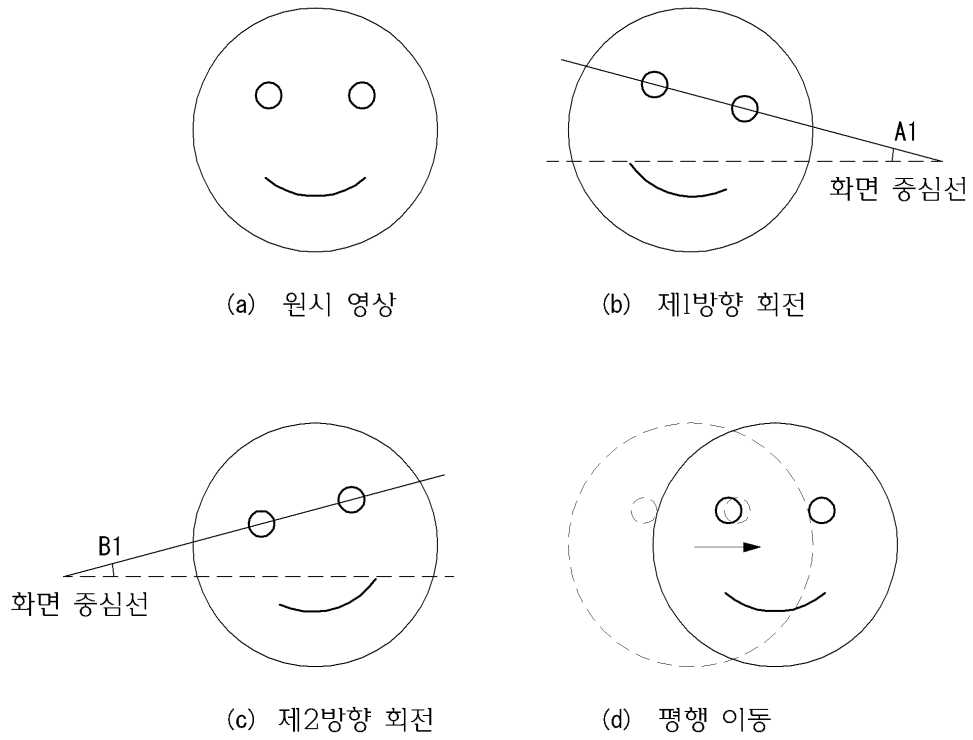 A1
화면 중심선
(a) 원시 영상
(b) 제1방향 회전
B1
화면 중심선
(c) 제2방향 회전
(d) 평행 이동